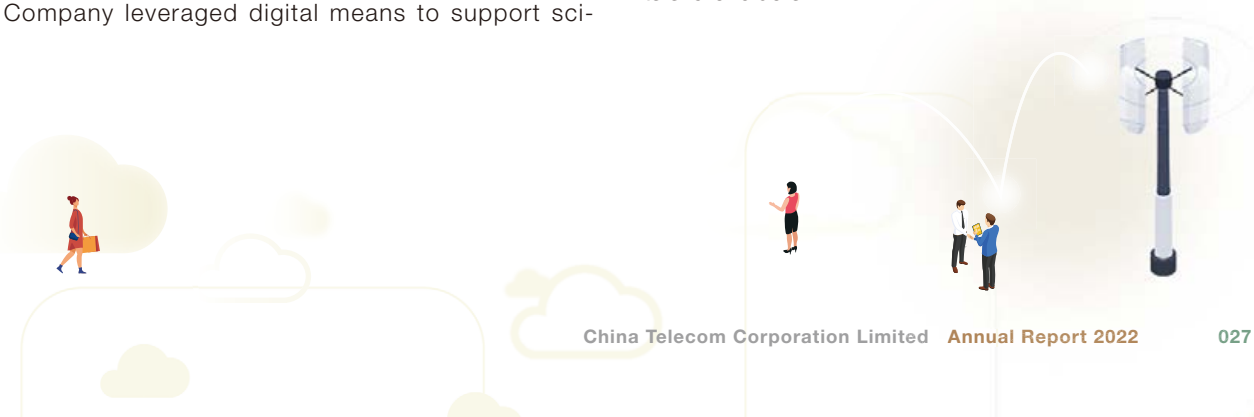 Company leveraged digital means to support sci-
China Telecom Corporation Limited Annual Report 2022 027